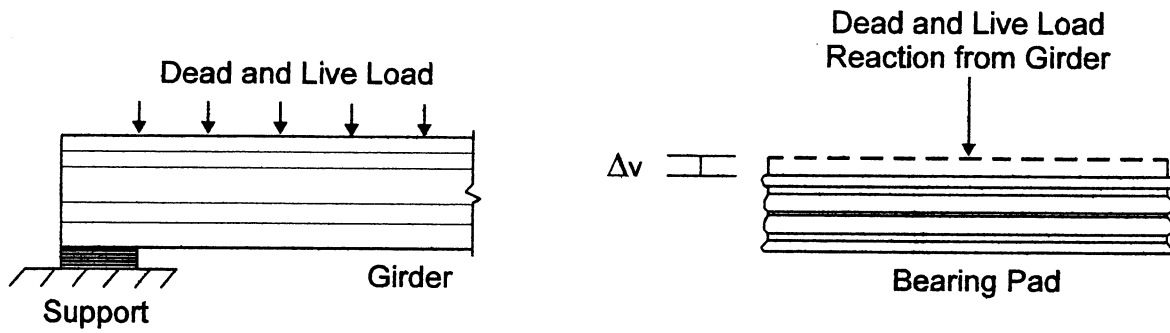 Dead and Live Load
Girder
Support
Dead and Live Load
Reaction from Girder
Δv
Bearing Pad